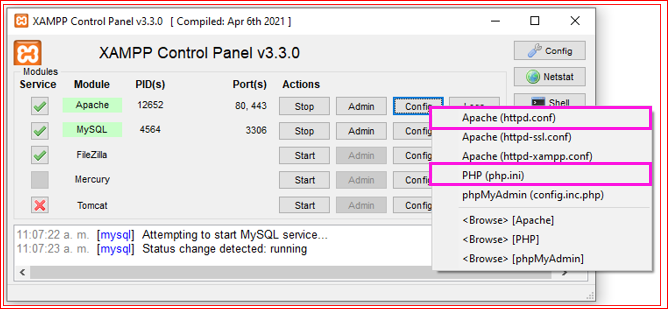 XAMPP Control Panel v3.3.0 [ Compiled: Apr 6th 2021 ]
XAMPP Control Panel v3.3.0
Config
Netstat
Shell
Modules
Service Module PID(s) Port(s) Actions
Apache 12652 80, 443 Stop Admin Config Logs
MySQL 4564 3306 Stop Admin Config
FileZilla Start Admin Config
Mercury Start Admin Config
Tomcat Start Admin Config
Apache (httpd.conf)
Apache (httpd-ssl.conf)
Apache (httpd-xampp.conf)
PHP (php.ini)
phpMyAdmin (config.inc.php)
<Browse> [Apache]
<Browse> [PHP]
<Browse> [phpMyAdmin]
11:07:22 a. m. [mysql] Attempting to start MySQL service...
11:07:23 a. m. [mysql] Status change detected: running